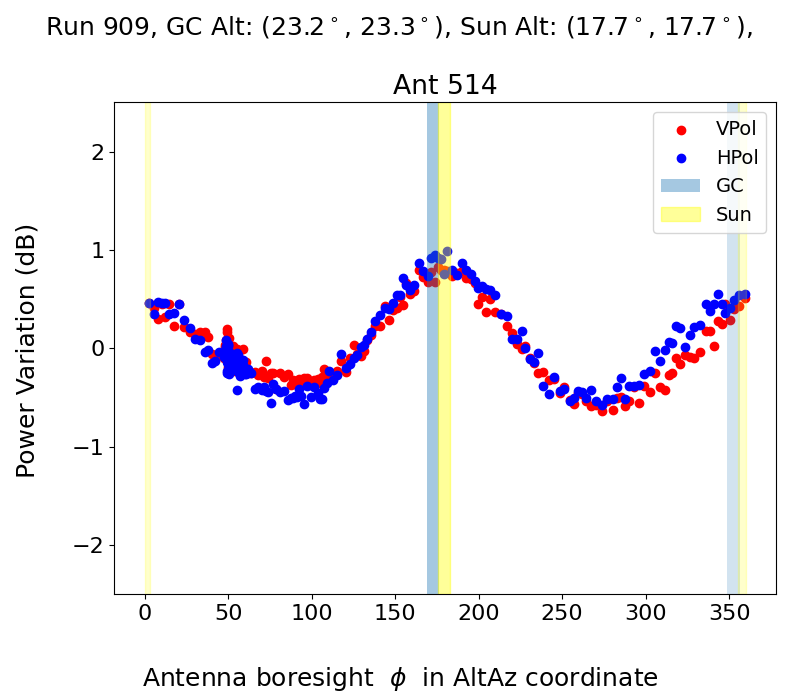 Run 909, GC Alt: (23.2°, 23.3°), Sun Alt: (17.7°, 17.7°),
Ant 514
VPol
HPol
GC
Sun
Power Variation (dB)
2
1
0
−1
−2
0 50 100 150 200 250 300 350
Antenna boresight ϕ in AltAz coordinate